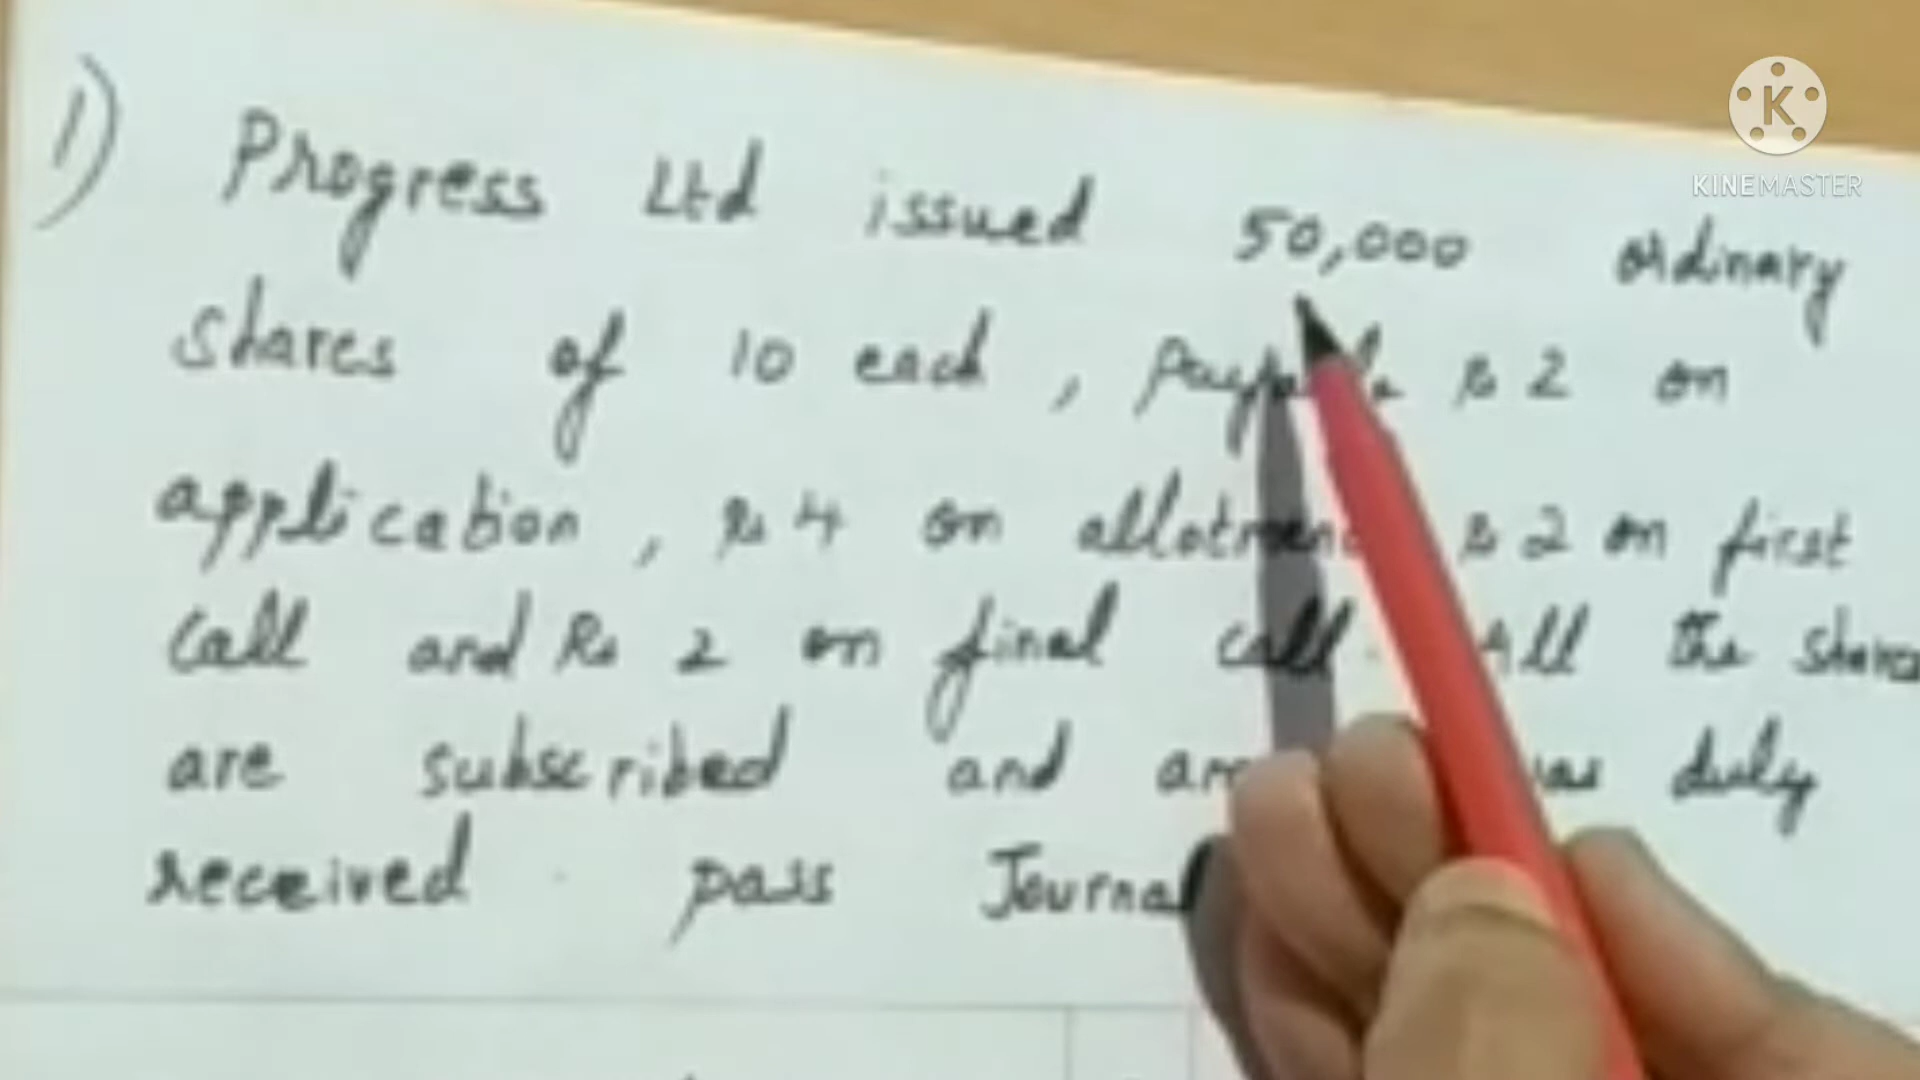 1) Progress Ltd issued 50,000 ordinary
shares of 10 each, Rs 2 on
application, Rs 4 on Rs 2 on first
call and Rs 2 on final call. All the
are subscribed and duly
received. pass
K
KINEMASTER